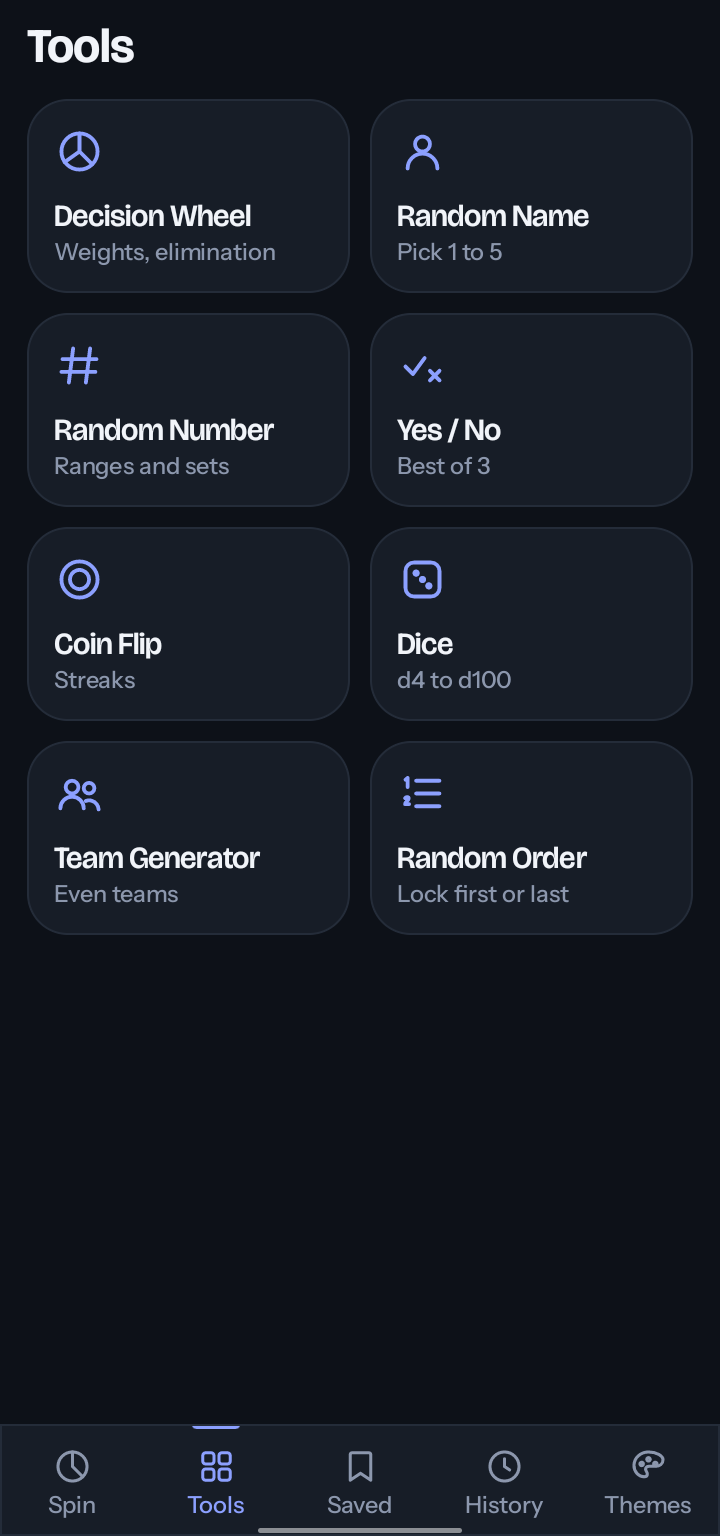 Tools
Decision Wheel
Weights, elimination
Random Name
Pick 1 to 5
Random Number
Ranges and sets
Yes / No
Best of 3
Coin Flip
Streaks
Dice
d4 to d100
Team Generator
Even teams
Random Order
Lock first or last
Spin
Tools
Saved
History
Themes